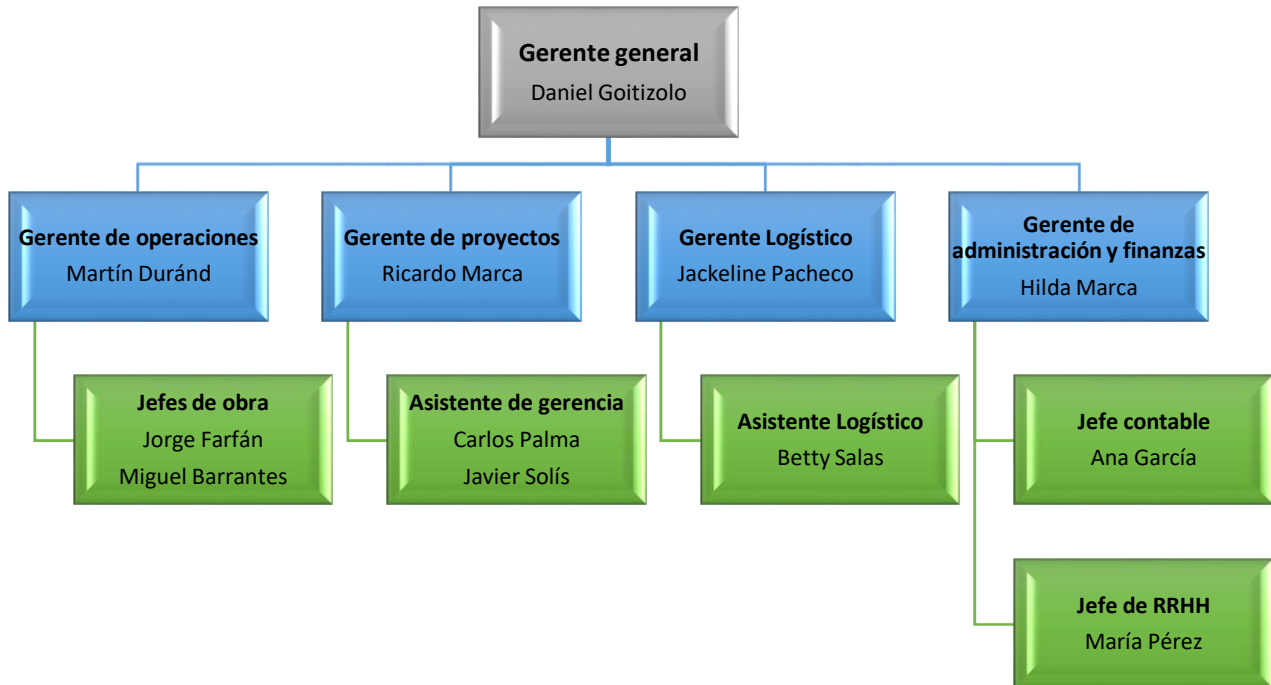 Gerente general
Daniel Goitizolo
Gerente de operaciones
Martín Duránd
Gerente de proyectos
Ricardo Marca
Gerente Logístico
Jackeline Pacheco
Gerente de
administración y finanzas
Hilda Marca
Jefes de obra
Jorge Farfán
Miguel Barrantes
Asistente de gerencia
Carlos Palma
Javier Solís
Asistente Logístico
Betty Salas
Jefe contable
Ana García
Jefe de RRHH
María Pérez